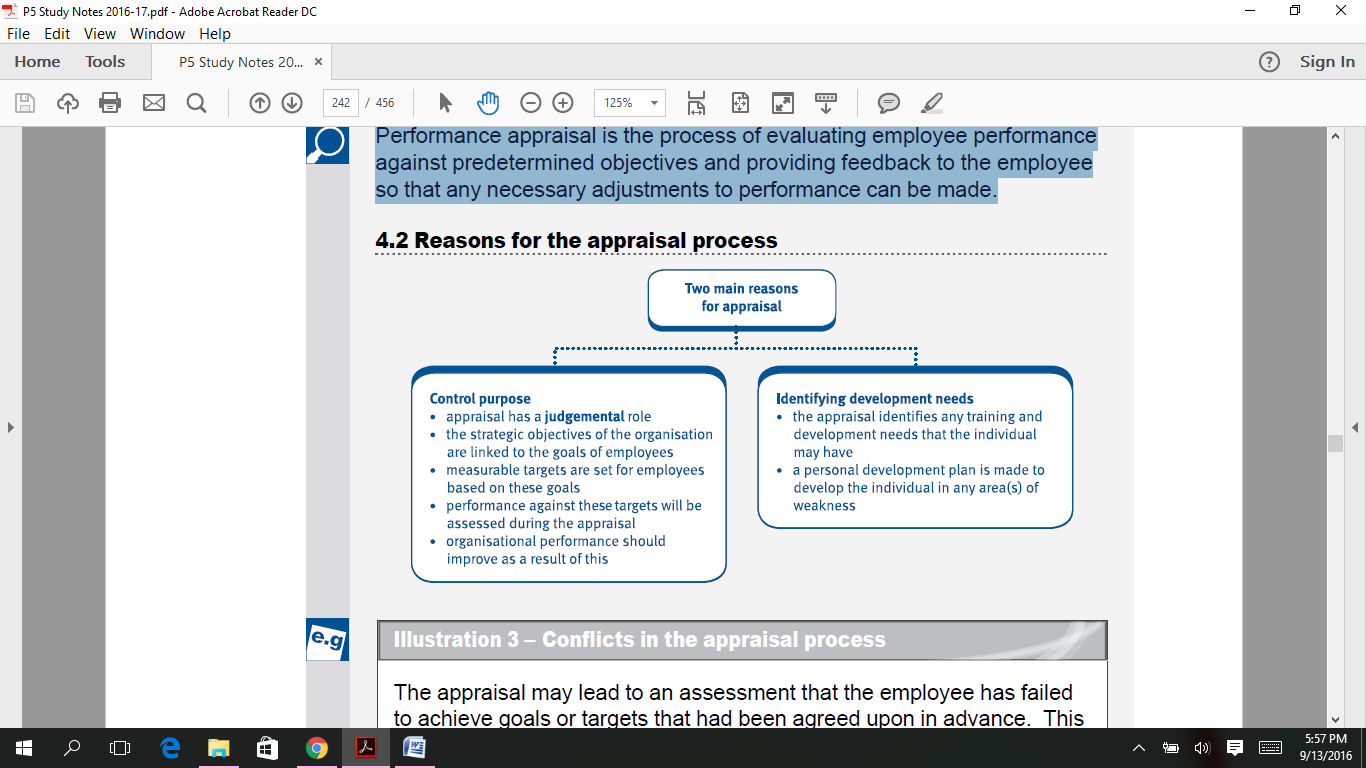 P5 Study Notes 2016-17.pdf - Adobe Acrobat Reader DC
File Edit View Window Help
Home Tools P5 Study Notes 20... × ? Sign In
242 / 456 125%
Performance appraisal is the process of evaluating employee performance
against predetermined objectives and providing feedback to the employee
so that any necessary adjustments to performance can be made.
4.2 Reasons for the appraisal process
Two main reasons
for appraisal
Control purpose
• appraisal has a judgemental role
• the strategic objectives of the organisation
are linked to the goals of employees
• measurable targets are set for employees
based on these goals
• performance against these targets will be
assessed during the appraisal
• organisational performance should
improve as a result of this
Identifying development needs
• the appraisal identifies any training and
development needs that the individual
may have
• a personal development plan is made to
develop the individual in any area(s) of
weakness
e.g
Illustration 3 – Conflicts in the appraisal process
The appraisal may lead to an assessment that the employee has failed
to achieve goals or targets that had been agreed upon in advance. This
5:57 PM
9/13/2016